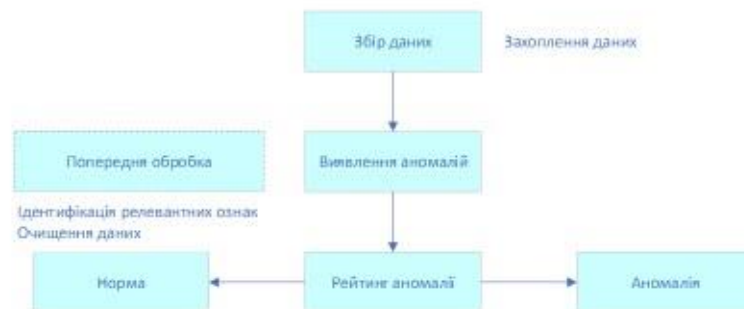 Збір даних
Захоплення даних
Попередня обробка
Виявлення аномалій
Ідентифікація релевантних ознак
Очищення даних
Норма
Рейтинг аномалії
Аномалія